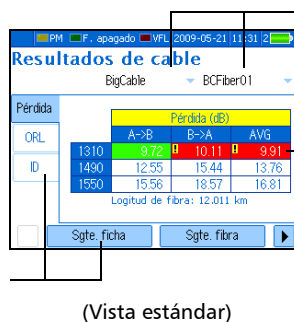 PM F. apagado VFL 2009-05-21 11:31 2
Resultados de cable
BigCable BCFiber01
Pérdida
ORL
ID
Pérdida (dB)
A->B B->A AVG
1310 9.72 ! 10.11 ! 9.91
1490 12.55 15.44 13.76
1550 15.56 18.57 16.81
Logitud de fibra: 12.011 km
Sgte. ficha Sgte. fibra
(Vista estándar)